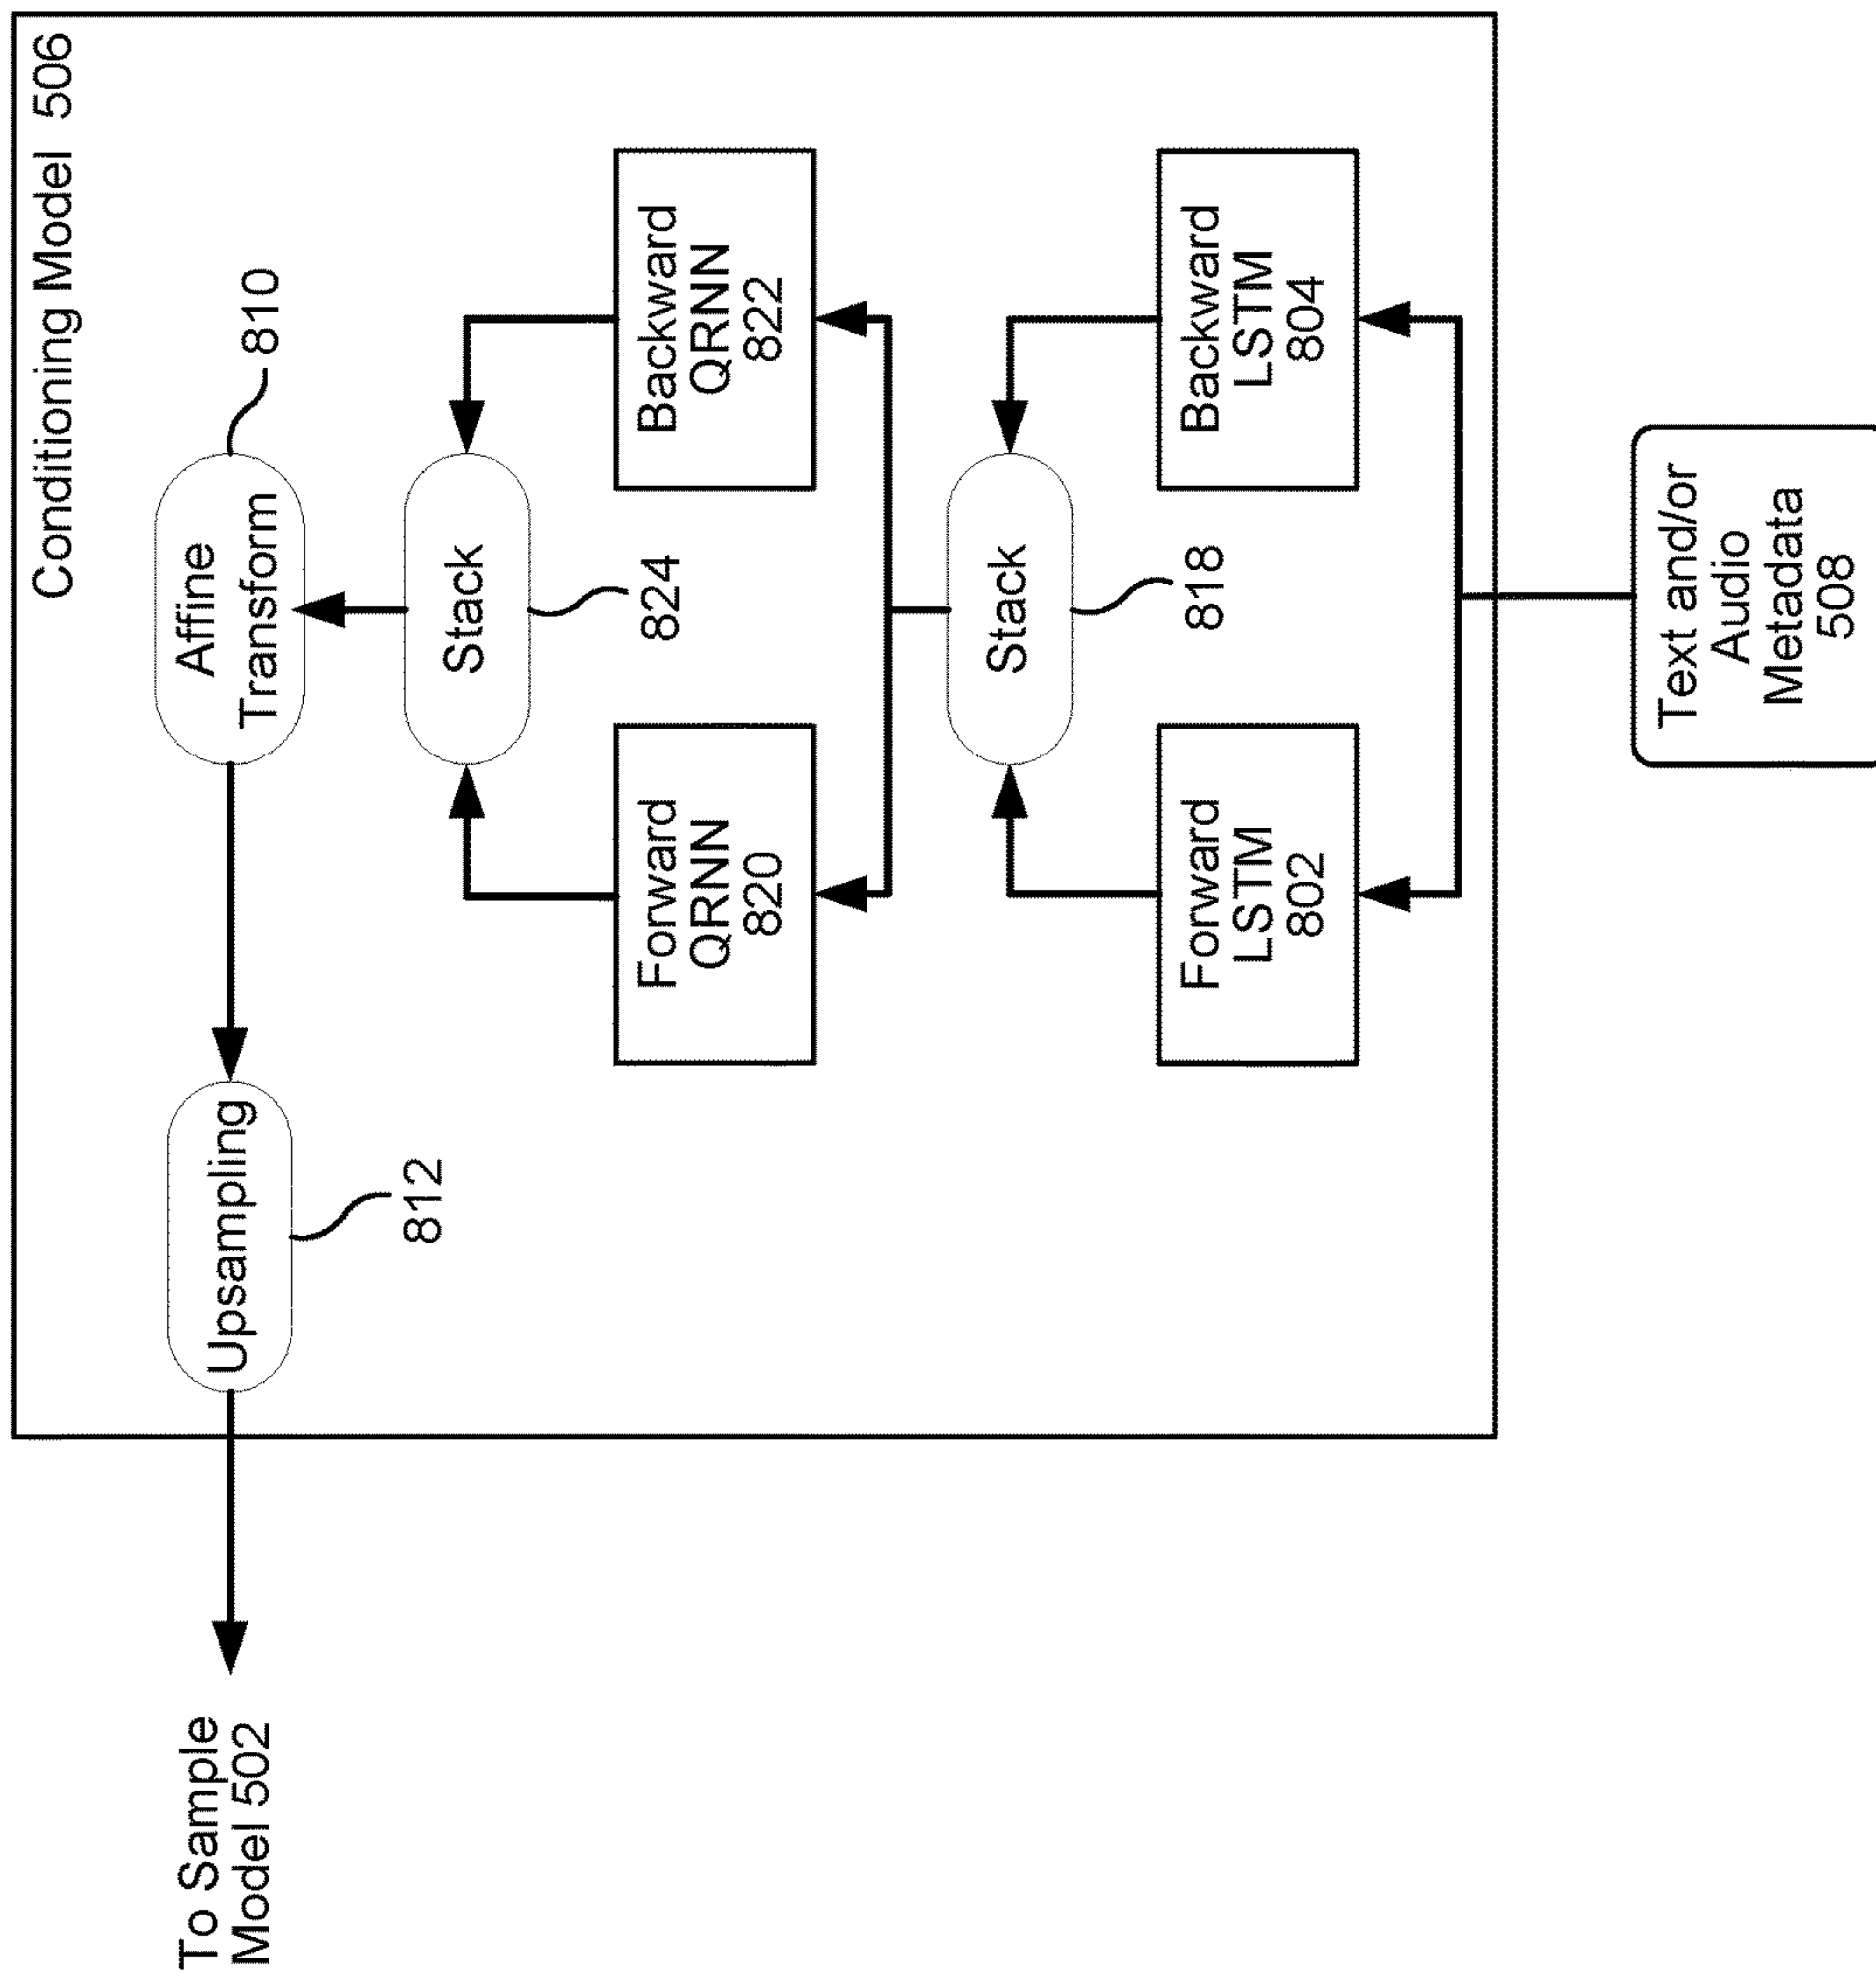 Conditioning Model 506
To Sample
Model 502
Upsampling
812
Affine
Transform
810
Stack
824
Forward
QRNN
820
Backward
QRNN
822
Stack
818
Forward
LSTM
802
Backward
LSTM
804
Text and/or
Audio
Metadata
508